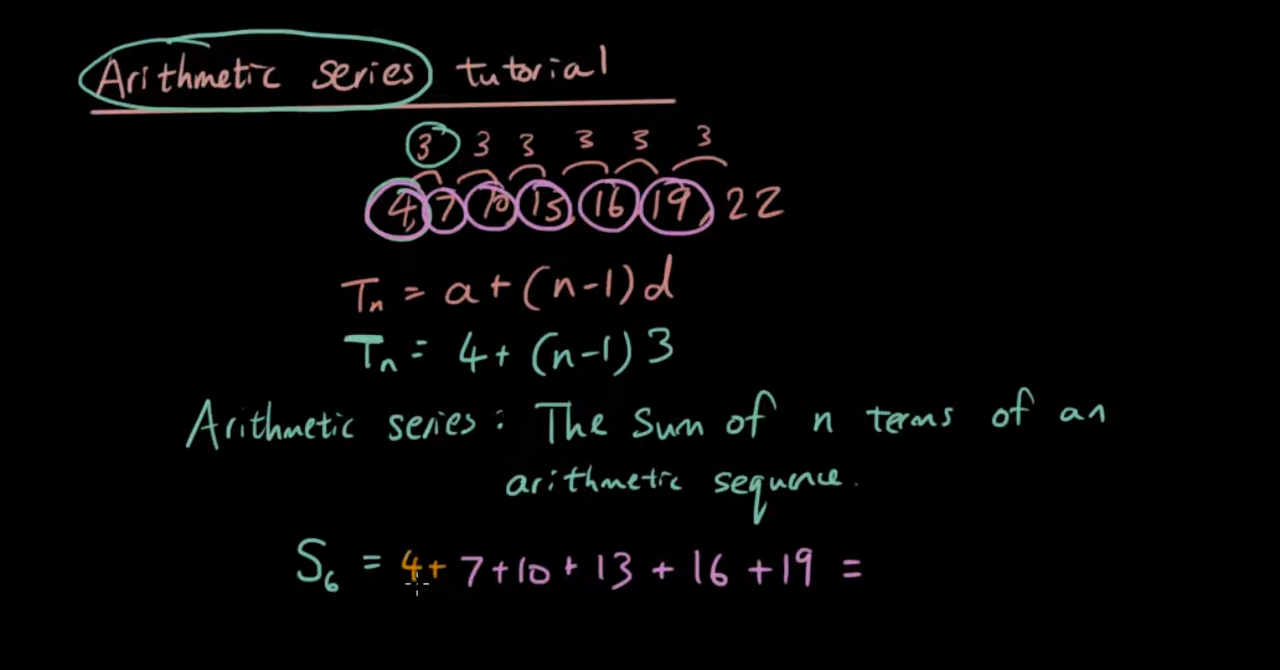 Arithmetic series tutorial
3 3 3 3 3 3
4, 7, 10, 13, 16, 19, 22
Tn = a + (n-1)d
Tn = 4 + (n-1)3
Arithmetic series: The sum of n terms of an
arithmetic sequence.
S6 = 4 + 7 + 10 + 13 + 16 + 19 =